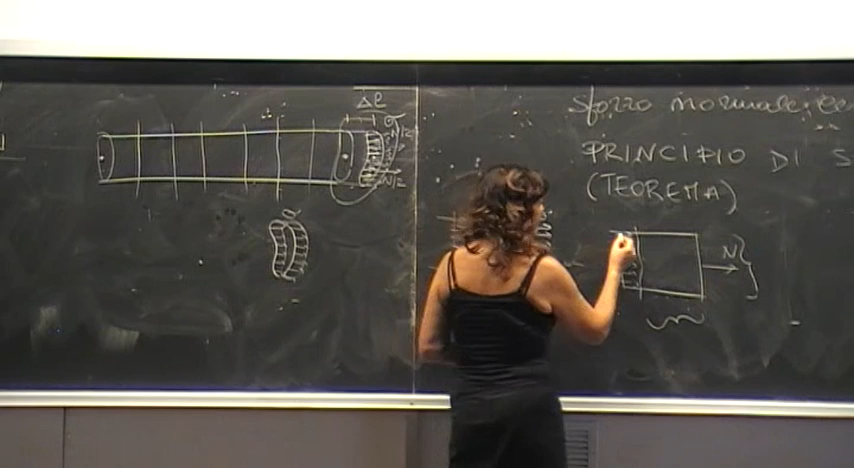 Δl
σ
N/2
N/2
σ
sforzo normale
PRINCIPIO DI S
(TEOREMA)
N